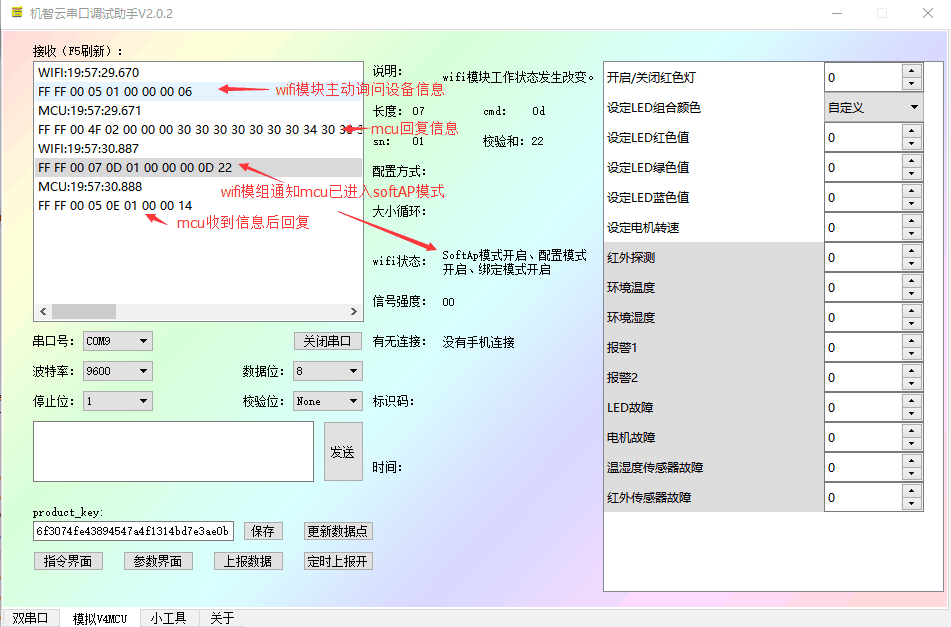 机智云串口调试助手V2.0.2
接收（F5刷新）：
WIFI:19:57:29.670
FF FF 00 05 01 00 00 00 06
wifi模块主动询问设备信息
MCU:19:57:29.671
FF FF 00 4F 02 00 00 00 30 30 30 30 30 30 30 34 30 3
mcu回复信息
WIFI:19:57:30.887
FF FF 00 07 0D 01 00 00 00 0D 22
wifi模组通知mcu已进入softAP模式
MCU:19:57:30.888
FF FF 00 05 0E 01 00 00 14
mcu收到信息后回复
说明：
wifi模块工作状态发生改变。
长度： 07
cmd： 0d
sn： 01
校验和：22
配置方式：
大小循环：
wifi状态：
SoftAp模式开启、配置模式
开启、绑定模式开启
信号强度： 00
有无连接： 没有手机连接
标识码：
时间：
串口号： COM9
关闭串口
波特率： 9600
数据位： 8
停止位： 1
校验位： None
发送
product_key:
6f3074fe43894547a4f1314bd7e3ae0b
保存
更新数据点
指令界面
参数界面
上报数据
定时上报开
开启/关闭红色灯 0
设定LED组合颜色 自定义
设定LED红色值 0
设定LED绿色值 0
设定LED蓝色值 0
设定电机转速 0
红外探测 0
环境温度 0
环境湿度 0
报警1 0
报警2 0
LED故障 0
电机故障 0
温湿度传感器故障 0
红外传感器故障 0
双串口
模拟V4MCU
小工具
关于